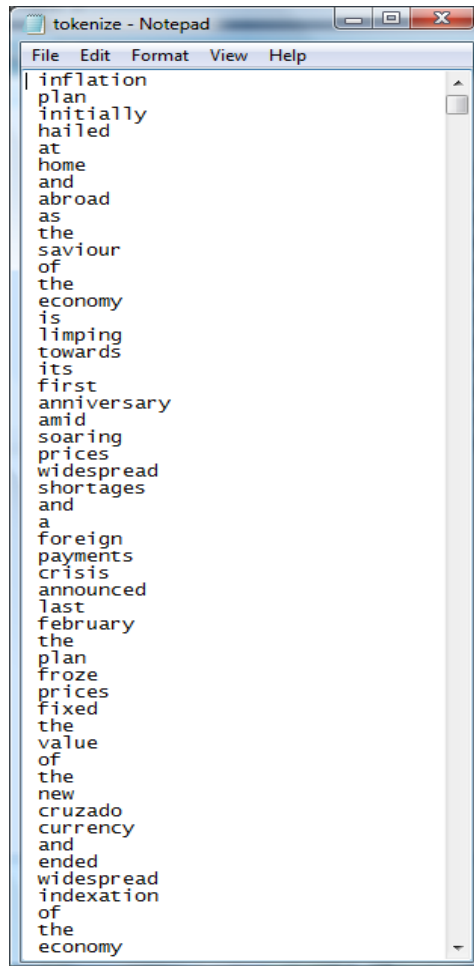 tokenize - Notepad
File Edit Format View Help
inflation
plan
initially
hailed
at
home
and
abroad
as
the
saviour
of
the
economy
is
limping
towards
its
first
anniversary
amid
soaring
prices
widespread
shortages
and
a
foreign
payments
crisis
announced
last
february
the
plan
froze
prices
fixed
the
value
of
the
new
cruzado
currency
and
ended
widespread
indexation
of
the
economy